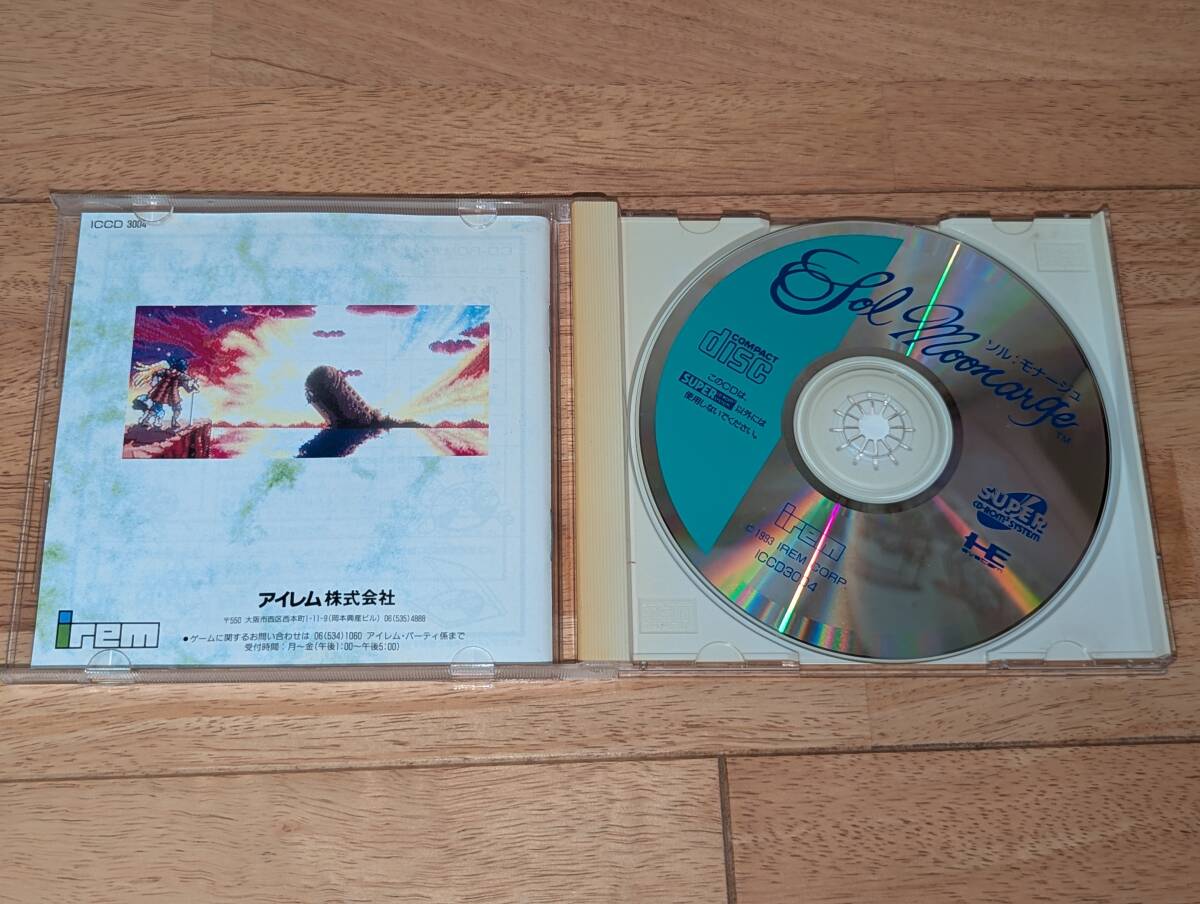 ICCD 3004
アイレム株式会社
〒550 大阪市西区西本町1-11-9(岡本興産ビル) 06(535)4888
irem
●ゲームに関するお問い合わせは 06(534)1060 アイレム・パーティ係まで
受付時間:月〜金(午後1:00〜午後5:00)
Sol Moonarge
ソル:モナージュ
TM
COMPACT
disc
このCDは、
SUPER 以外には
使用しないでください。
SUPER
CD-ROM² SYSTEM
HE
irem
© 1993 IREM CORP
ICCD3004